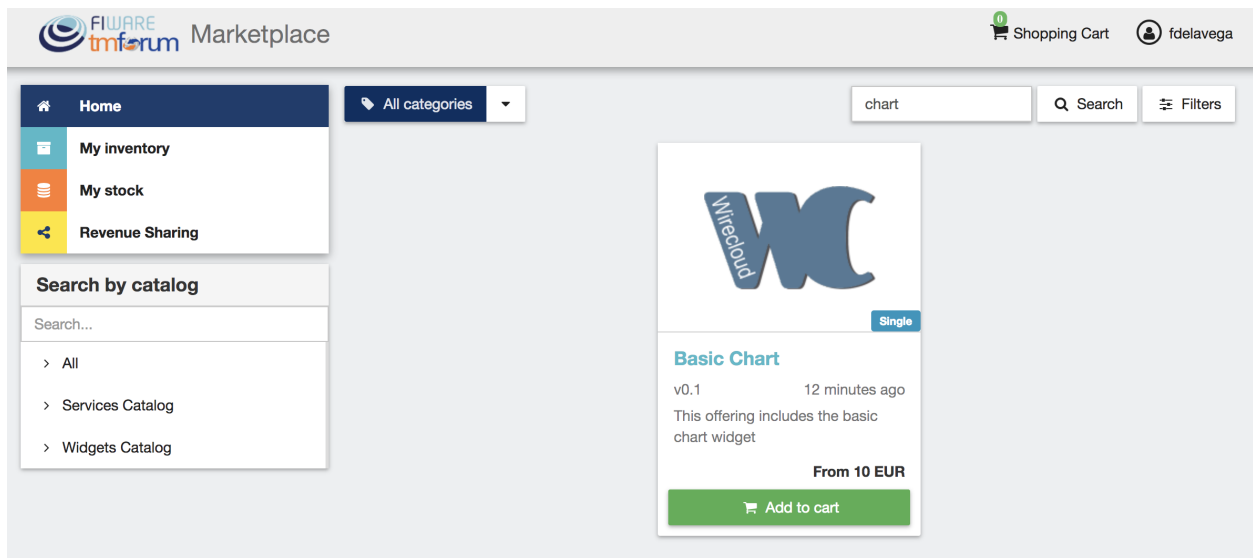 FIWARE
tmforum
Marketplace
0
Shopping Cart
fdelavega
Home
My inventory
My stock
Revenue Sharing
Search by catalog
Search...
All
Services Catalog
Widgets Catalog
All categories
chart
Search
Filters
Wirecloud
WC
Single
Basic Chart
v0.1 12 minutes ago
This offering includes the basic
chart widget
From 10 EUR
Add to cart